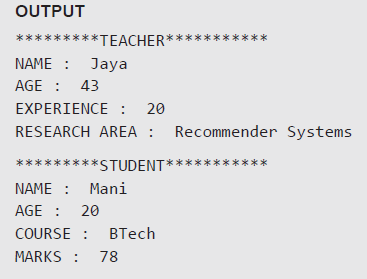 OUTPUT
*********TEACHER***********
NAME :  Jaya
AGE :  43
EXPERIENCE :  20
RESEARCH AREA :  Recommender Systems
*********STUDENT***********
NAME :  Mani
AGE :  20
COURSE :  BTech
MARKS :  78